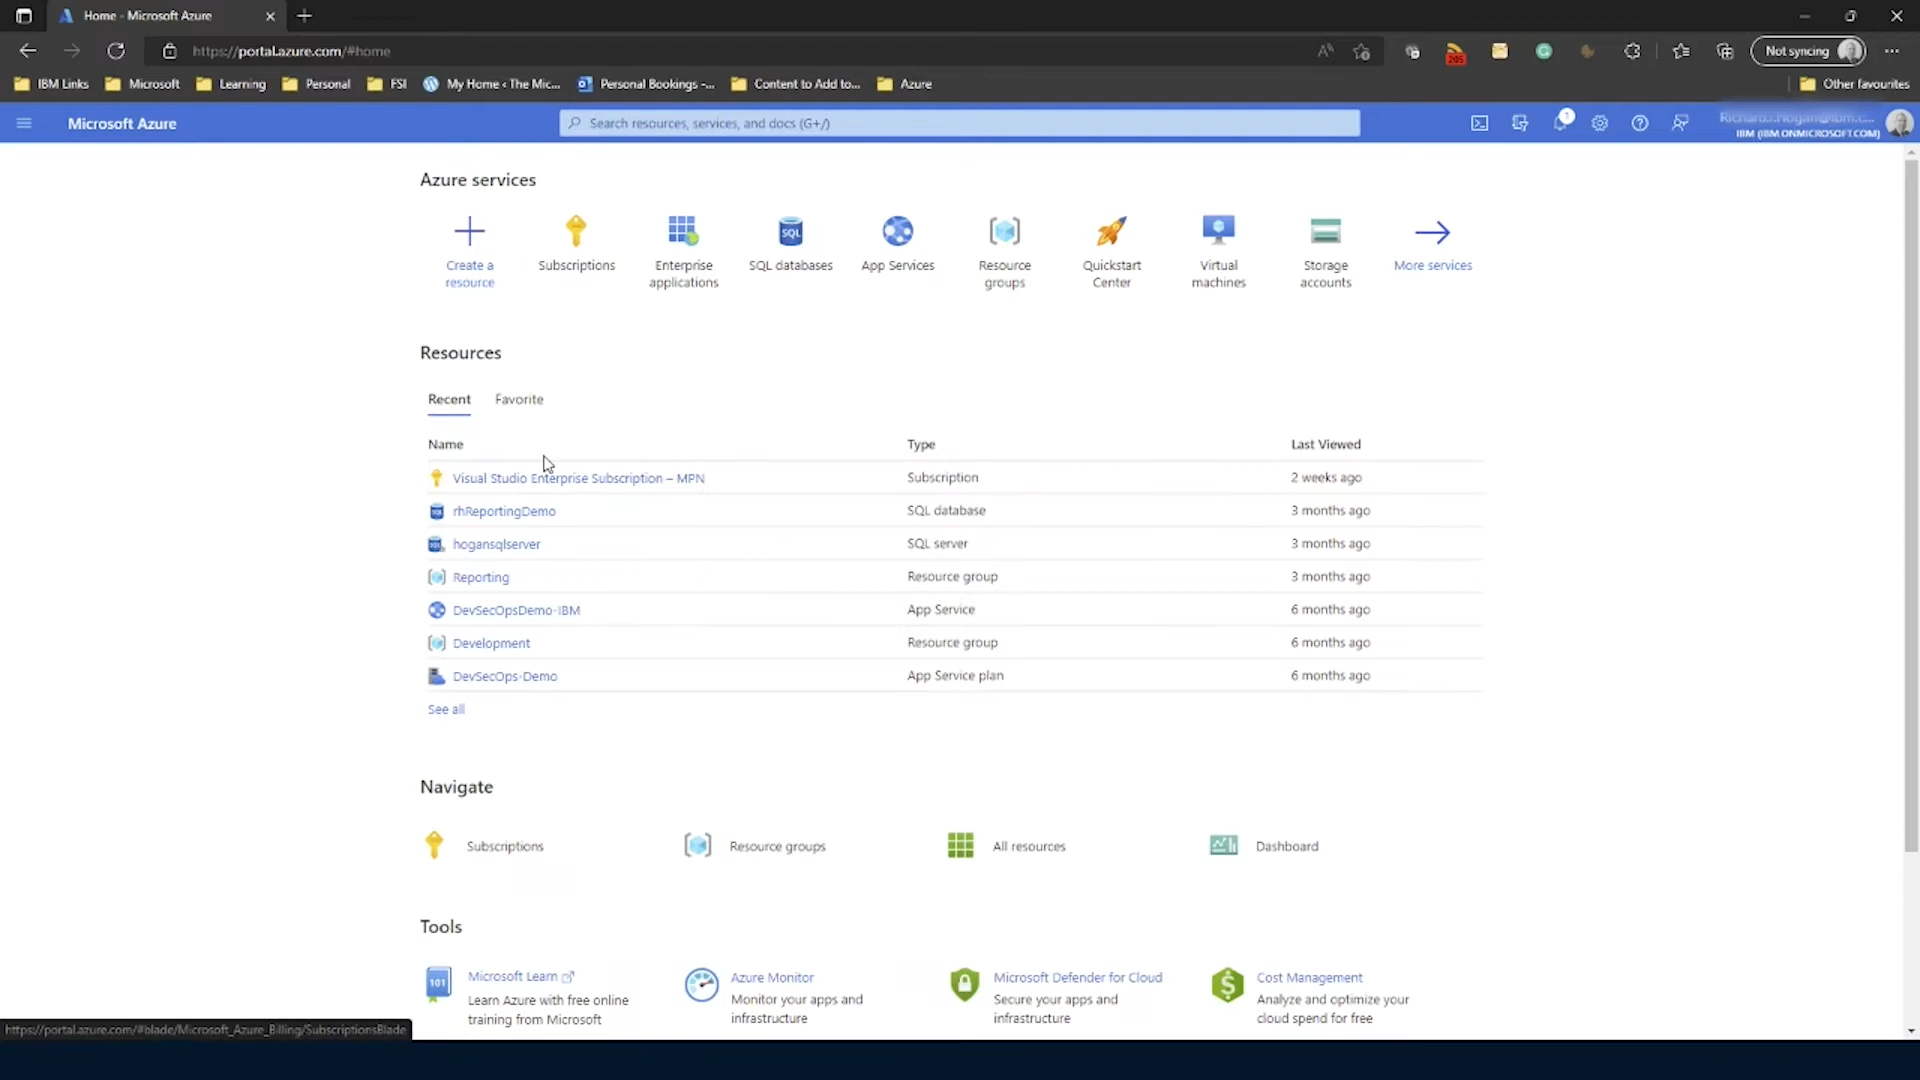 Home - Microsoft Azure
https://portal.azure.com/#home
205
Not syncing
IBM Links
Microsoft
Learning
Personal
FSI
My Home ‹ The Mic...
Personal Bookings -...
Content to Add to...
Azure
Other favourites
Microsoft Azure
Search resources, services, and docs (G+/)
1
IBM (IBM.ONMICROSOFT.COM)
Azure services
Create a
resource
Subscriptions
Enterprise
applications
SQL
SQL databases
App Services
Resource
groups
Quickstart
Center
Virtual
machines
Storage
accounts
More services
Resources
Recent
Favorite
Name
Type
Last Viewed
Visual Studio Enterprise Subscription – MPN
Subscription
2 weeks ago
rhReportingDemo
SQL database
3 months ago
hogansqlserver
SQL server
3 months ago
Reporting
Resource group
3 months ago
DevSecOpsDemo-IBM
App Service
6 months ago
Development
Resource group
6 months ago
DevSecOps-Demo
App Service plan
6 months ago
See all
Navigate
Subscriptions
Resource groups
All resources
Dashboard
Tools
101
Microsoft Learn
Learn Azure with free online
training from Microsoft
Azure Monitor
Monitor your apps and
infrastructure
Microsoft Defender for Cloud
Secure your apps and
infrastructure
Cost Management
Analyze and optimize your
cloud spend for free
https://portal.azure.com/#blade/Microsoft_Azure_Billing/SubscriptionsBlade